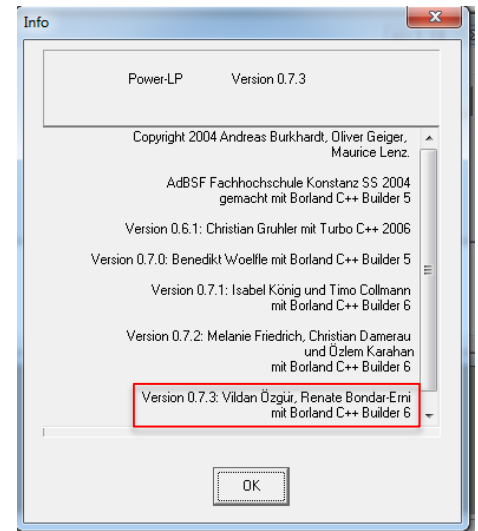 Info
Power-LP Version 0.7.3
Copyright 2004 Andreas Burkhardt, Oliver Geiger,
Maurice Lenz.
AdBSF Fachhochschule Konstanz SS 2004
gemacht mit Borland C++ Builder 5
Version 0.6.1: Christian Gruhler mit Turbo C++ 2006
Version 0.7.0: Benedikt Woelfle mit Borland C++ Builder 5
Version 0.7.1: Isabel König und Timo Collmann
mit Borland C++ Builder 6
Version 0.7.2: Melanie Friedrich, Christian Damerau
und Özlem Karahan
mit Borland C++ Builder 6
Version 0.7.3: Vildan Özgür, Renate Bondar-Erni
mit Borland C++ Builder 6
OK